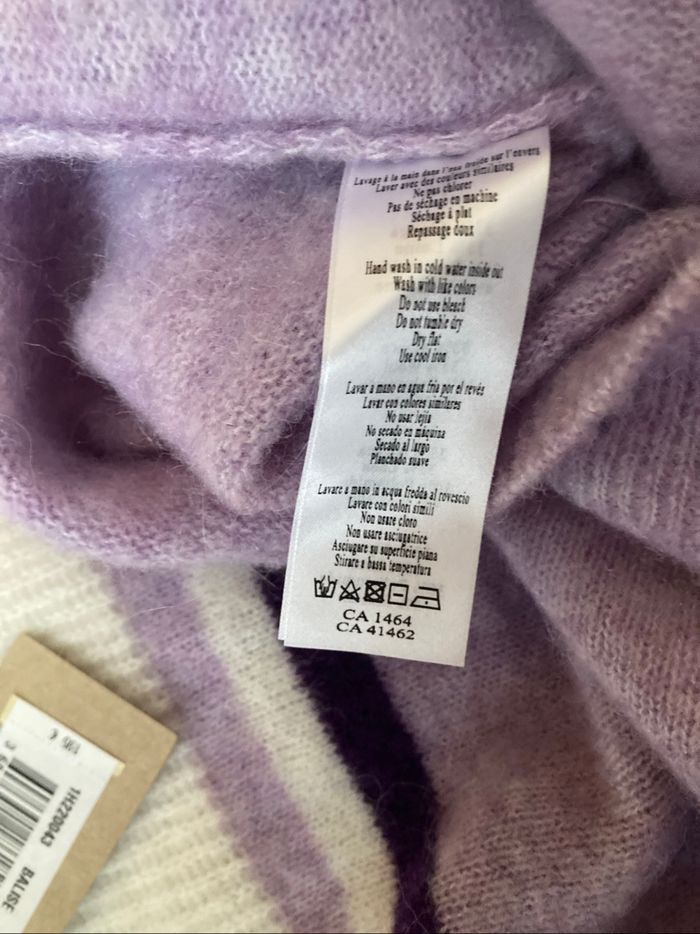 Lavage à la main dans l'eau froide sur l'envers
Laver avec des couleurs similaires
Ne pas chlorer
Pas de séchage en machine
Séchage à plat
Repassage doux
Hand wash in cold water inside out
Wash with like colors
Do not use bleach
Do not tumble dry
Dry flat
Use cool iron
Lavar a mano en agua fría por el revés
Lavar con colores similares
No usar lejía
No secado en maquina
Secado al largo
Planchado suave
Lavare a mano in acqua fredda al rovescio
Lavare con colori simili
Non usare cloro
Non usare asciugatrice
Asciugare su superficie piana
Stirare a bassa temperatura
CA 1464
CA 41462
195 €
1H220043
BALISE